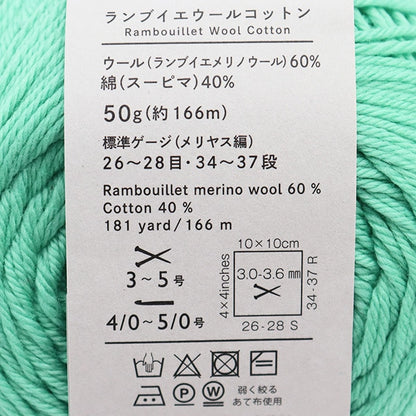 ランブイエウールコットン
Rambouillet Wool Cotton
ウール(ランブイエメリノウール)60%
綿(スーピマ)40%
50g(約166m)
標準ゲージ(メリヤス編)
26〜28目・34〜37段
Rambouillet merino wool 60 %
Cotton 40 %
181 yard/166 m
3〜5号
4/0〜5/0号
10×10cm
4×4inches
3.0-3.6 mm
34-37 R
26-28 S
P
W
弱く絞る
あて布使用